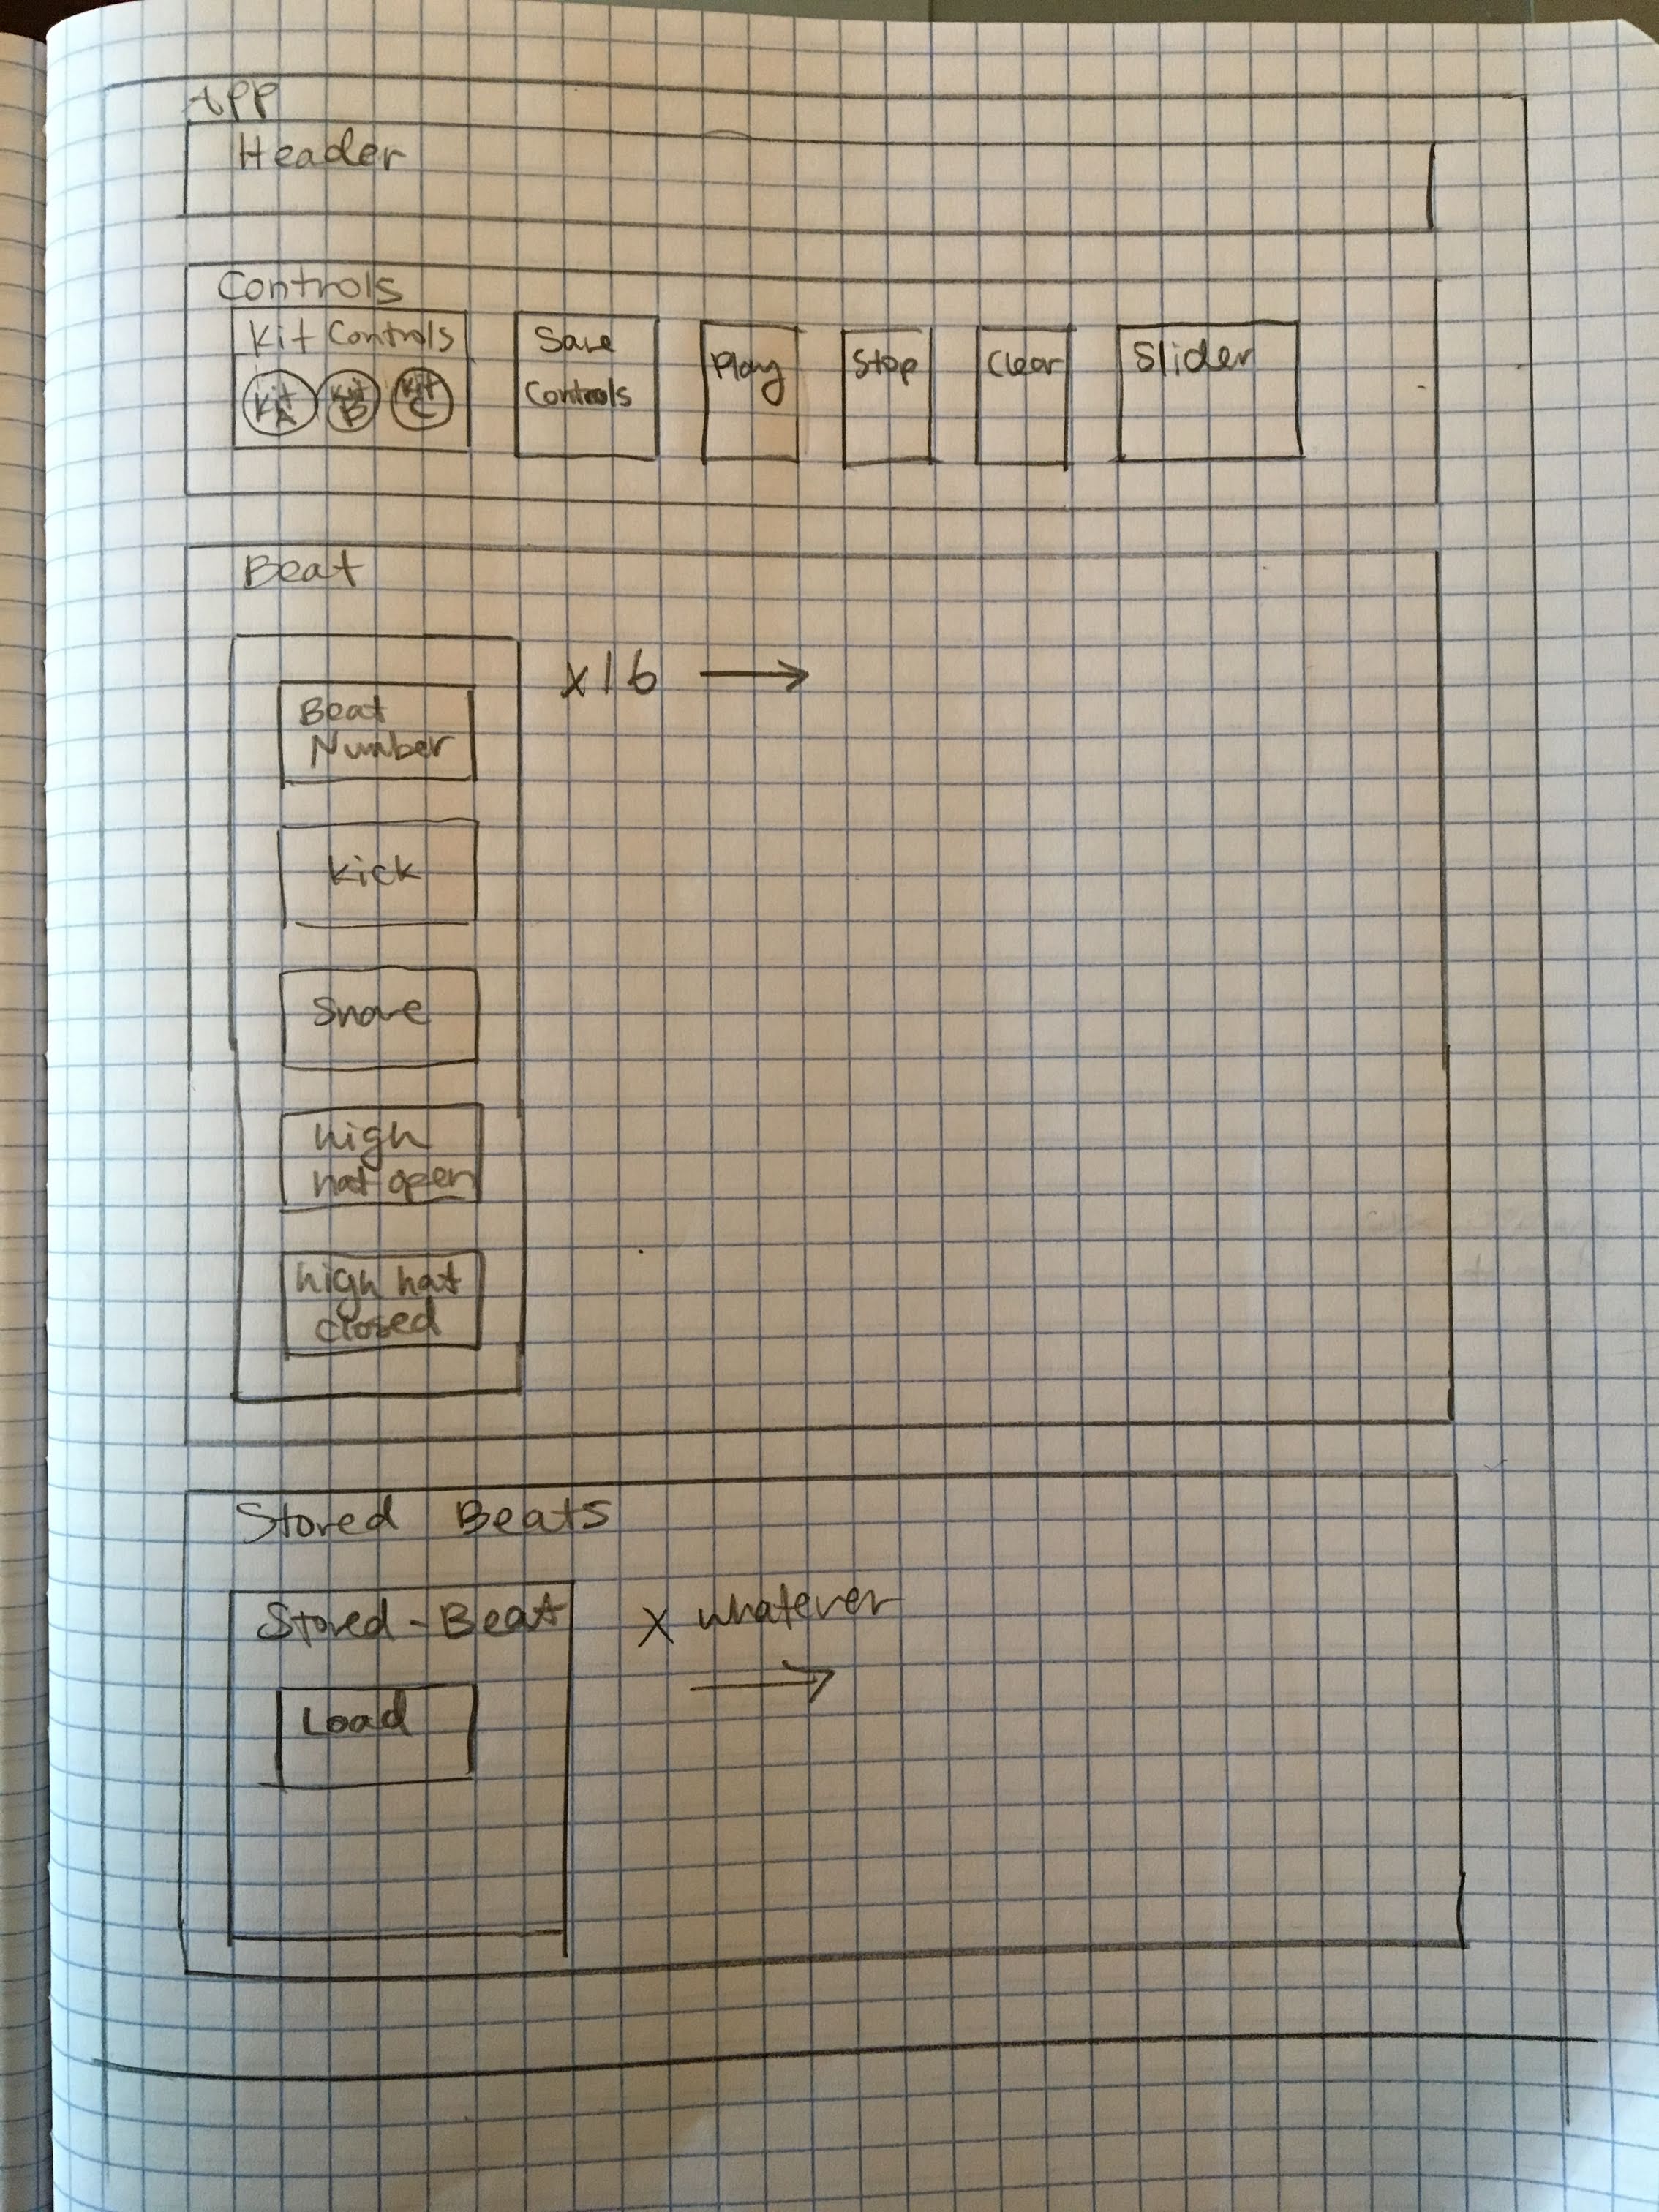 App
Header
Controls
Kit Controls
Kit A
Kit B
Kit C
Save
Controls
Play
Stop
Clear
Slider
Beat
x16 →
Beat
Number
Kick
Snare
high
hat open
high hat
closed
Stored Beats
Stored-Beat
x whatever
→
Load